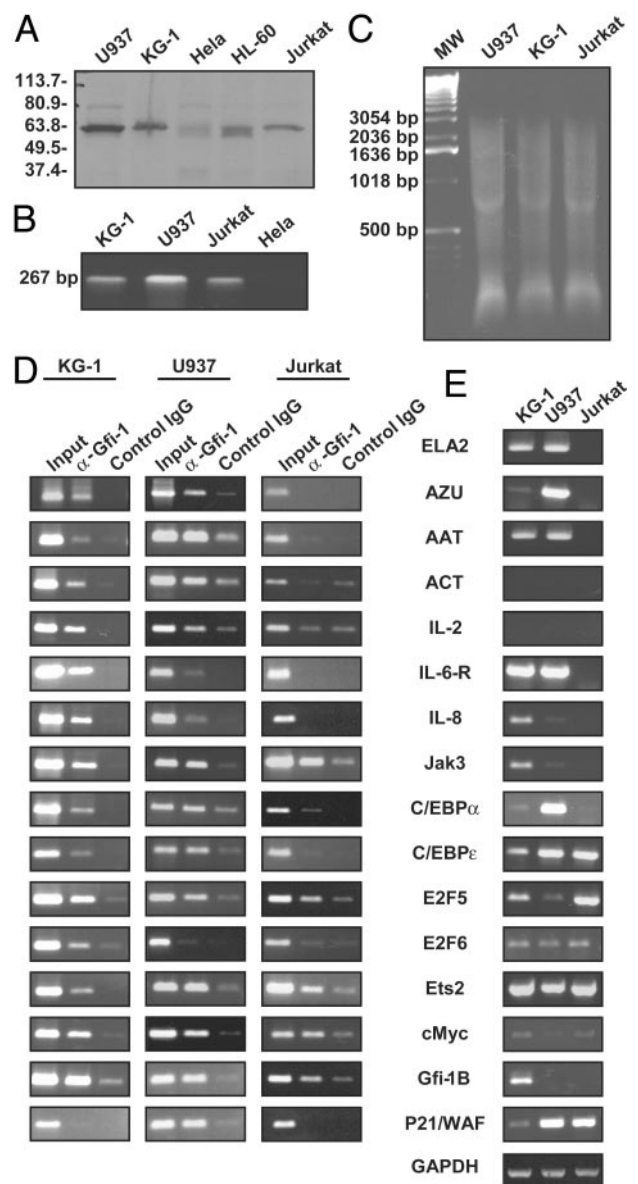 A
U937 KG-1 Hela HL-60 Jurkat
113.7-
80.9-
63.8-
49.5-
37.4-
B
KG-1 U937 Jurkat Hela
267 bp
C
MW U937 KG-1 Jurkat
3054 bp
2036 bp
1636 bp
1018 bp
500 bp
D
KG-1 U937 Jurkat
Input α-Gfi-1 Control IgG Input α-Gfi-1 Control IgG Input α-Gfi-1 Control IgG
E
KG-1 U937 Jurkat
ELA2
AZU
AAT
ACT
IL-2
IL-6-R
IL-8
Jak3
C/EBPα
C/EBPε
E2F5
E2F6
Ets2
cMyc
Gfi-1B
P21/WAF
GAPDH